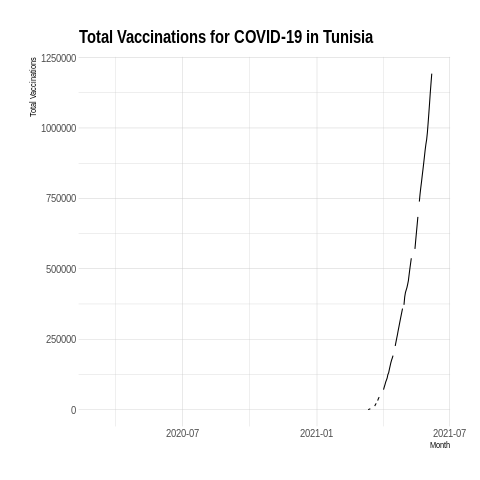 Total Vaccinations for COVID-19 in Tunisia
Total Vaccinations
1250000
1000000
750000
500000
250000
0
2020-07 2021-01 2021-07
Month